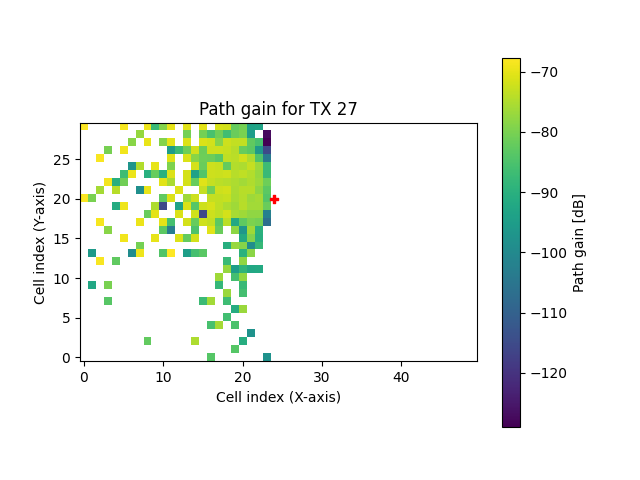 Path gain for TX 27
Cell index (Y-axis)
25
20
15
10
5
0
0 10 20 30 40
Cell index (X-axis)
−70
−80
−90
−100
−110
−120
Path gain [dB]